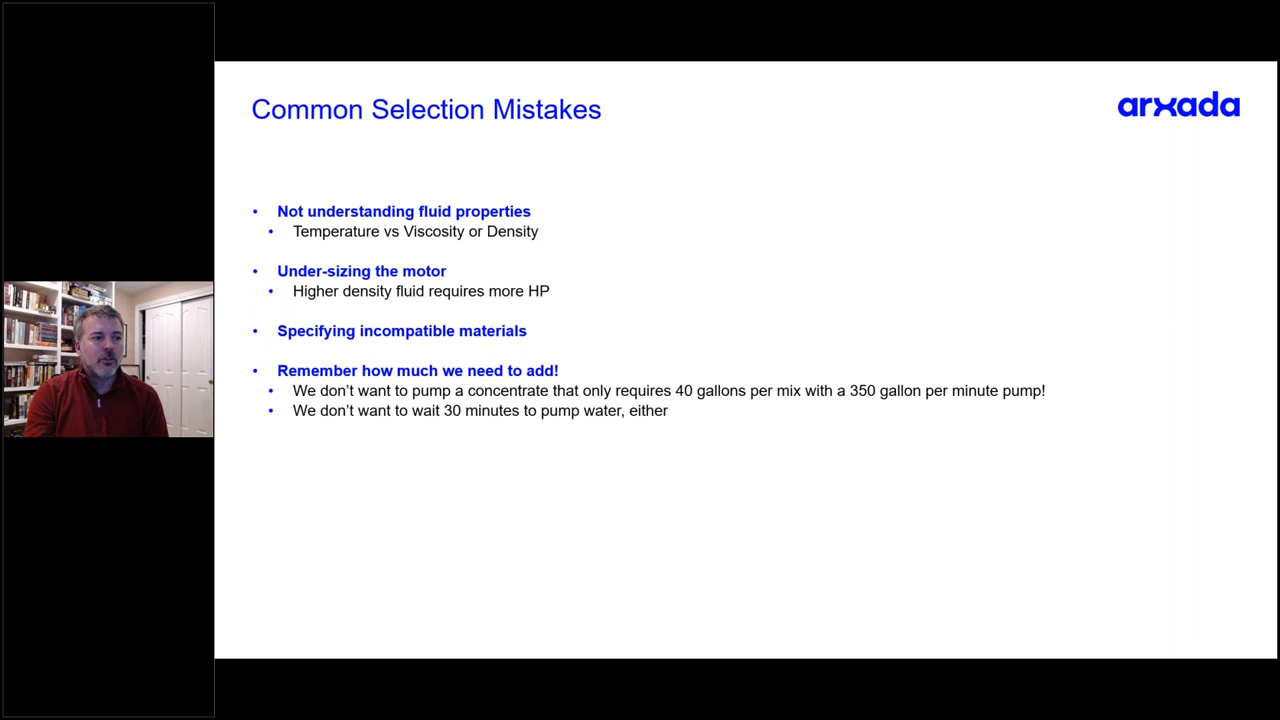 Common Selection Mistakes
arxada
• Not understanding fluid properties
• Temperature vs Viscosity or Density
• Under-sizing the motor
• Higher density fluid requires more HP
• Specifying incompatible materials
• Remember how much we need to add!
• We don’t want to pump a concentrate that only requires 40 gallons per mix with a 350 gallon per minute pump!
• We don’t want to wait 30 minutes to pump water, either